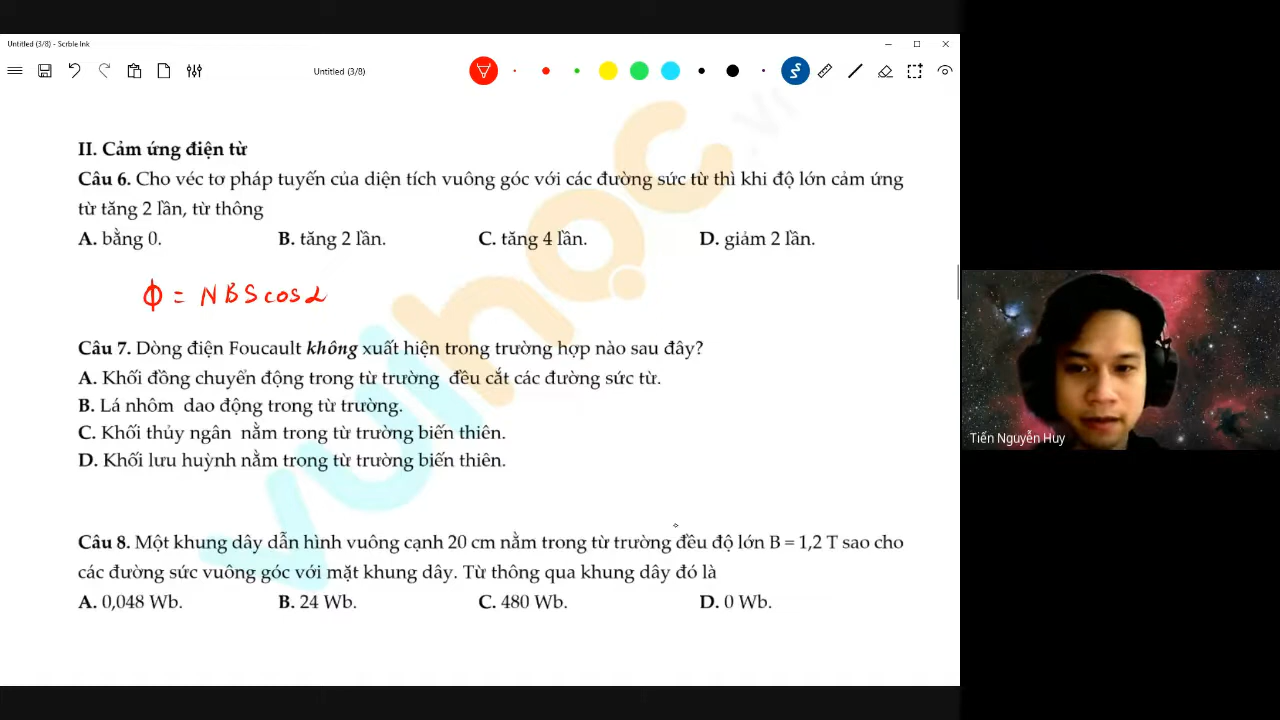 Untitled (3/8) - Scrble Ink
Untitled (3/8)
II. Cảm ứng điện từ
Câu 6. Cho véc tơ pháp tuyến của diện tích vuông góc với các đường sức từ thì khi độ lớn cảm ứng
từ tăng 2 lần, từ thông
A. bằng 0. B. tăng 2 lần. C. tăng 4 lần. D. giảm 2 lần.
Φ = NBScosα
Câu 7. Dòng điện Foucault không xuất hiện trong trường hợp nào sau đây?
A. Khối đồng chuyển động trong từ trường đều cắt các đường sức từ.
B. Lá nhôm dao động trong từ trường.
C. Khối thủy ngân nằm trong từ trường biến thiên.
D. Khối lưu huỳnh nằm trong từ trường biến thiên.
Câu 8. Một khung dây dẫn hình vuông cạnh 20 cm nằm trong từ trường đều độ lớn B = 1,2 T sao cho
các đường sức vuông góc với mặt khung dây. Từ thông qua khung dây đó là
A. 0,048 Wb. B. 24 Wb. C. 480 Wb. D. 0 Wb.
vuihoc.vn
Tiến Nguyễn Huy